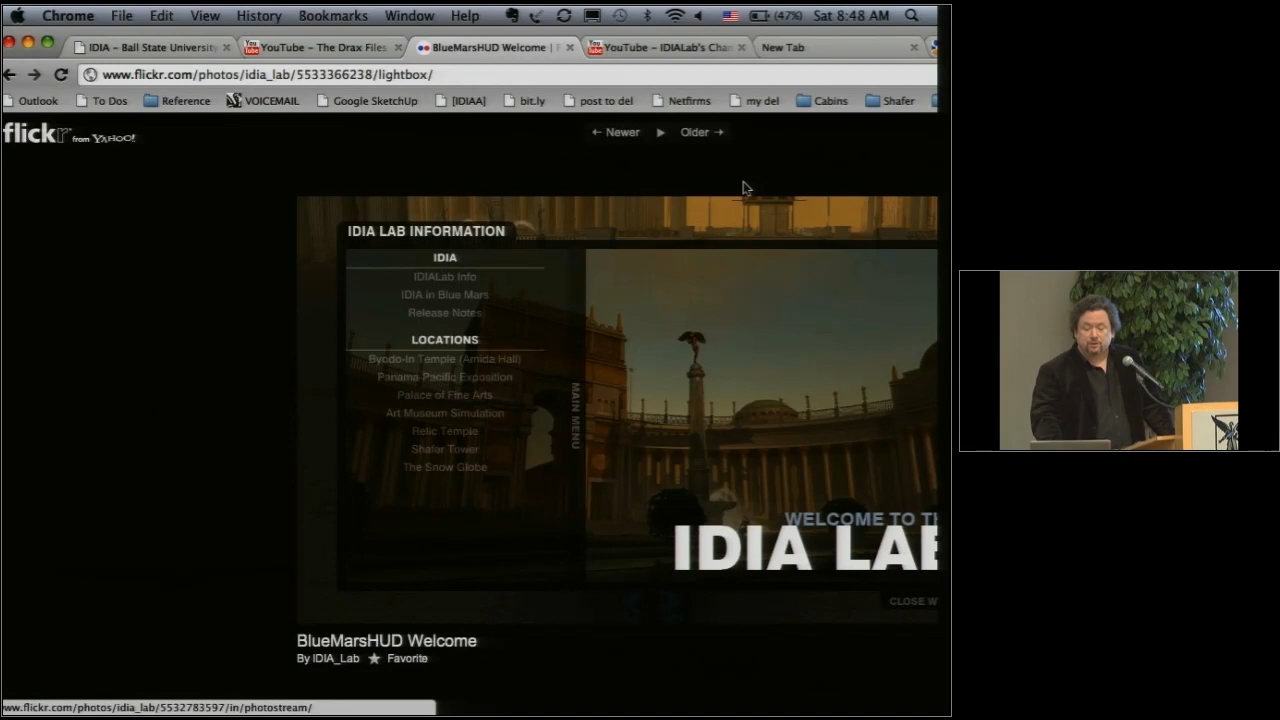 Chrome File Edit View History Bookmarks Window Help (47%) Sat 8:48 AM
IDIA – Ball State University YouTube – The Drax Files BlueMarsHUD Welcome | YouTube – IDIALab's Chan New Tab
www.flickr.com/photos/idia_lab/5533366238/lightbox/
Outlook To Dos Reference VOICEMAIL Google SketchUp [IDIAA] bit.ly post to del Netfirms my del Cabins Shafer
flickr from YAHOO!
← Newer ▶ Older →
IDIA LAB INFORMATION
IDIA
IDIALab Info
IDIA in Blue Mars
Release Notes
LOCATIONS
Byodo-In Temple (Amida Hall)
Panama-Pacific Exposition
Palace of Fine Arts
Art Museum Simulation
Relic Temple
Shafer Tower
The Snow Globe
MAIN MENU
WELCOME TO TH
IDIA LAB
CLOSE W
BlueMarsHUD Welcome
By IDIA_Lab ★ Favorite
www.flickr.com/photos/idia_lab/5532783597/in/photostream/